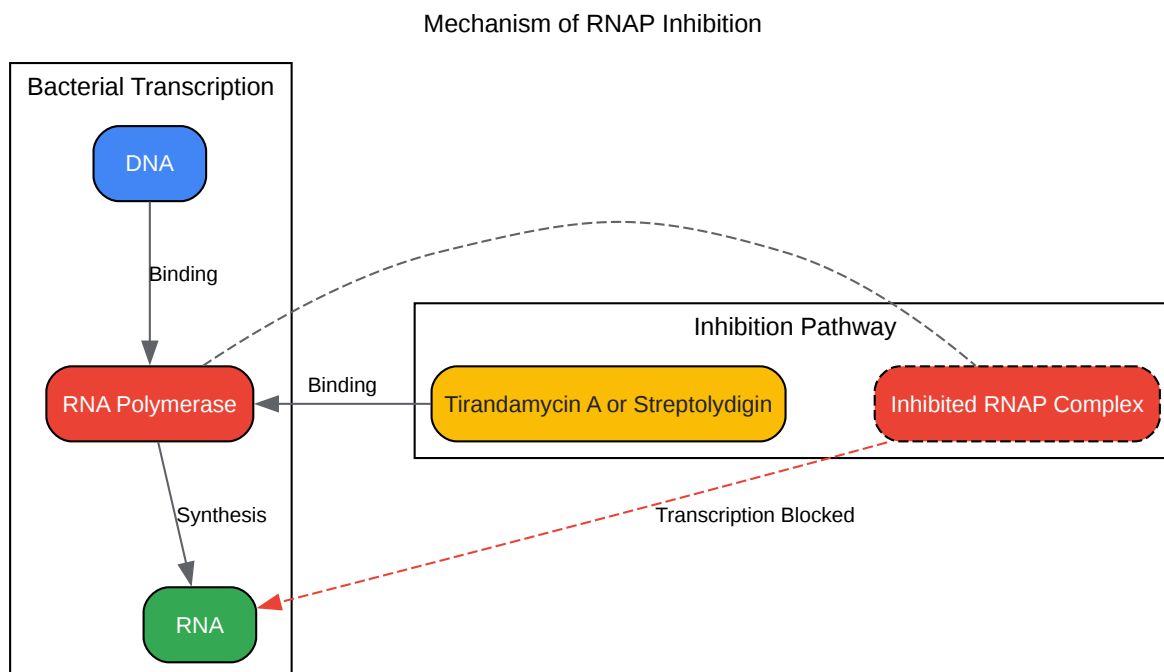 Mechanism of RNAP Inhibition
Bacterial Transcription
DNA
Binding
Inhibition Pathway
RNA Polymerase
Binding
Tirandamycin A or Streptolydigin
Inhibited RNAP Complex
Synthesis
Transcription Blocked
RNA